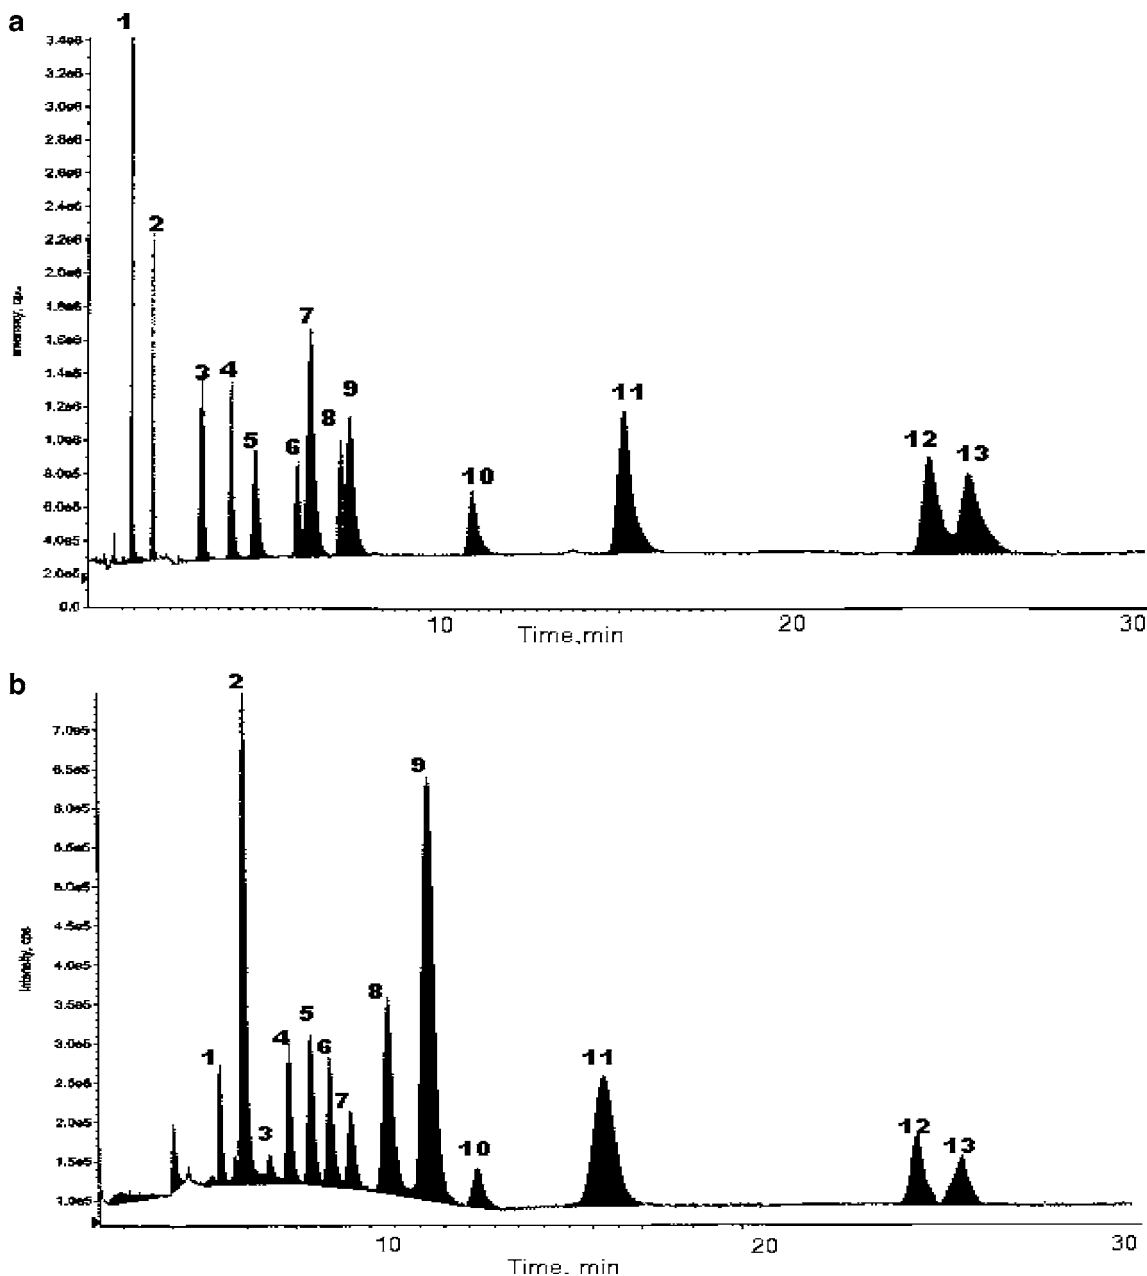 a
1
3.4e6
3.2e6
3.0e6
2.8e6
2.6e6
2.4e6
2.2e6
2.0e6
1.8e6
1.6e6
1.4e6
1.2e6
1.0e6
8.0e5
6.0e5
4.0e5
2.0e5
0.0
Intensity, cps
2
3
4
5
6
7
8
9
10
11
12
13
10
20
30
Time,min
b
7.0e5
6.5e5
6.0e5
5.5e5
5.0e5
4.5e5
4.0e5
3.5e5
3.0e5
2.5e5
2.0e5
1.5e5
1.0e5
Intensity, cps
1
2
3
4
5
6
7
8
9
10
11
12
13
10
20
30
Time, min